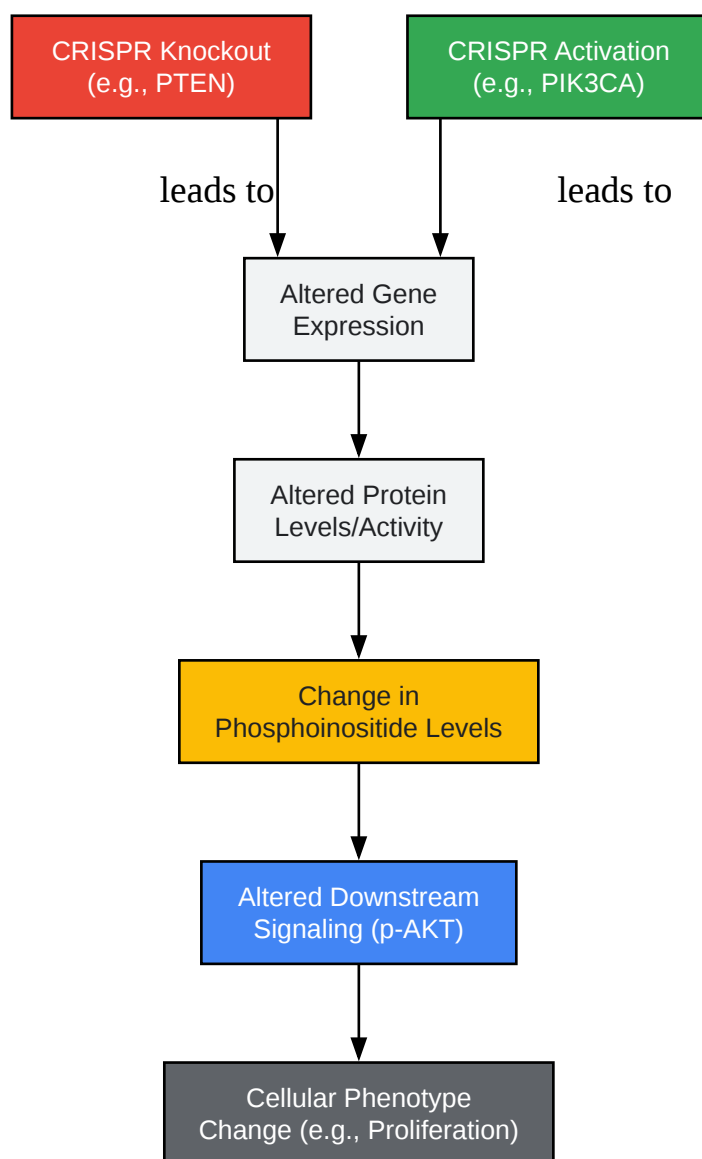 CRISPR Knockout
(e.g., PTEN)
CRISPR Activation
(e.g., PIK3CA)
leads to
leads to
Altered Gene
Expression
Altered Protein
Levels/Activity
Change in
Phosphoinositide Levels
Altered Downstream
Signaling (p-AKT)
Cellular Phenotype
Change (e.g., Proliferation)